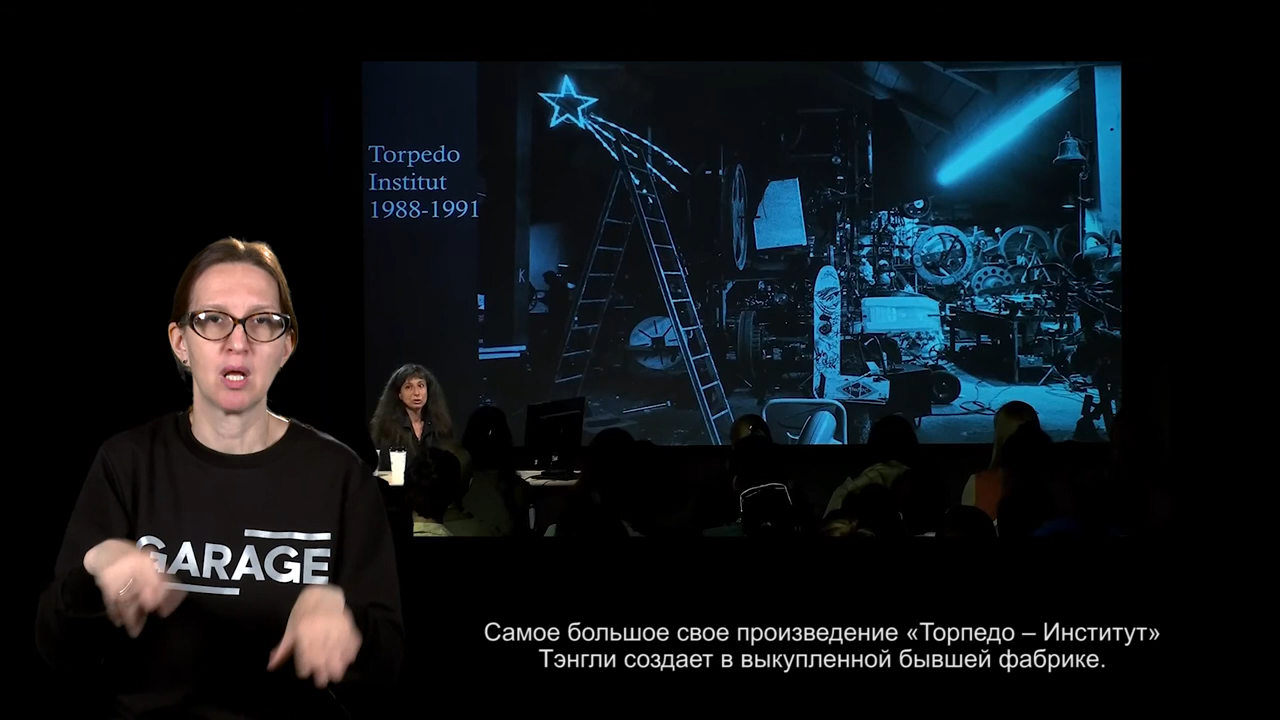 Torpedo
Institut
1988-1991
GARAGE
Самое большое свое произведение «Торпедо – Институт»
Тэнгли создает в выкупленной бывшей фабрике.